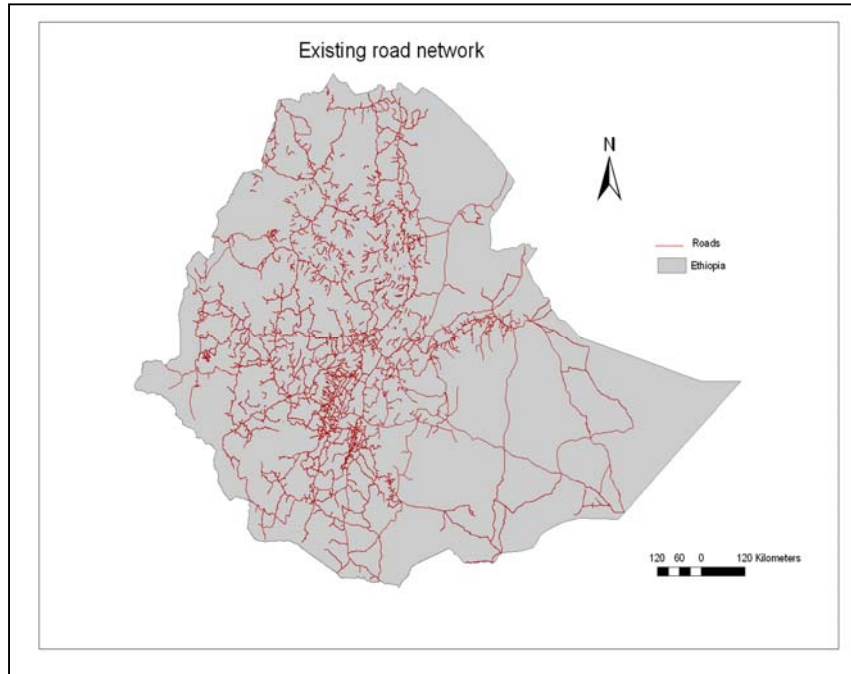 Existing road network
N
Roads
Ethiopia
120 60 0 120 Kilometers